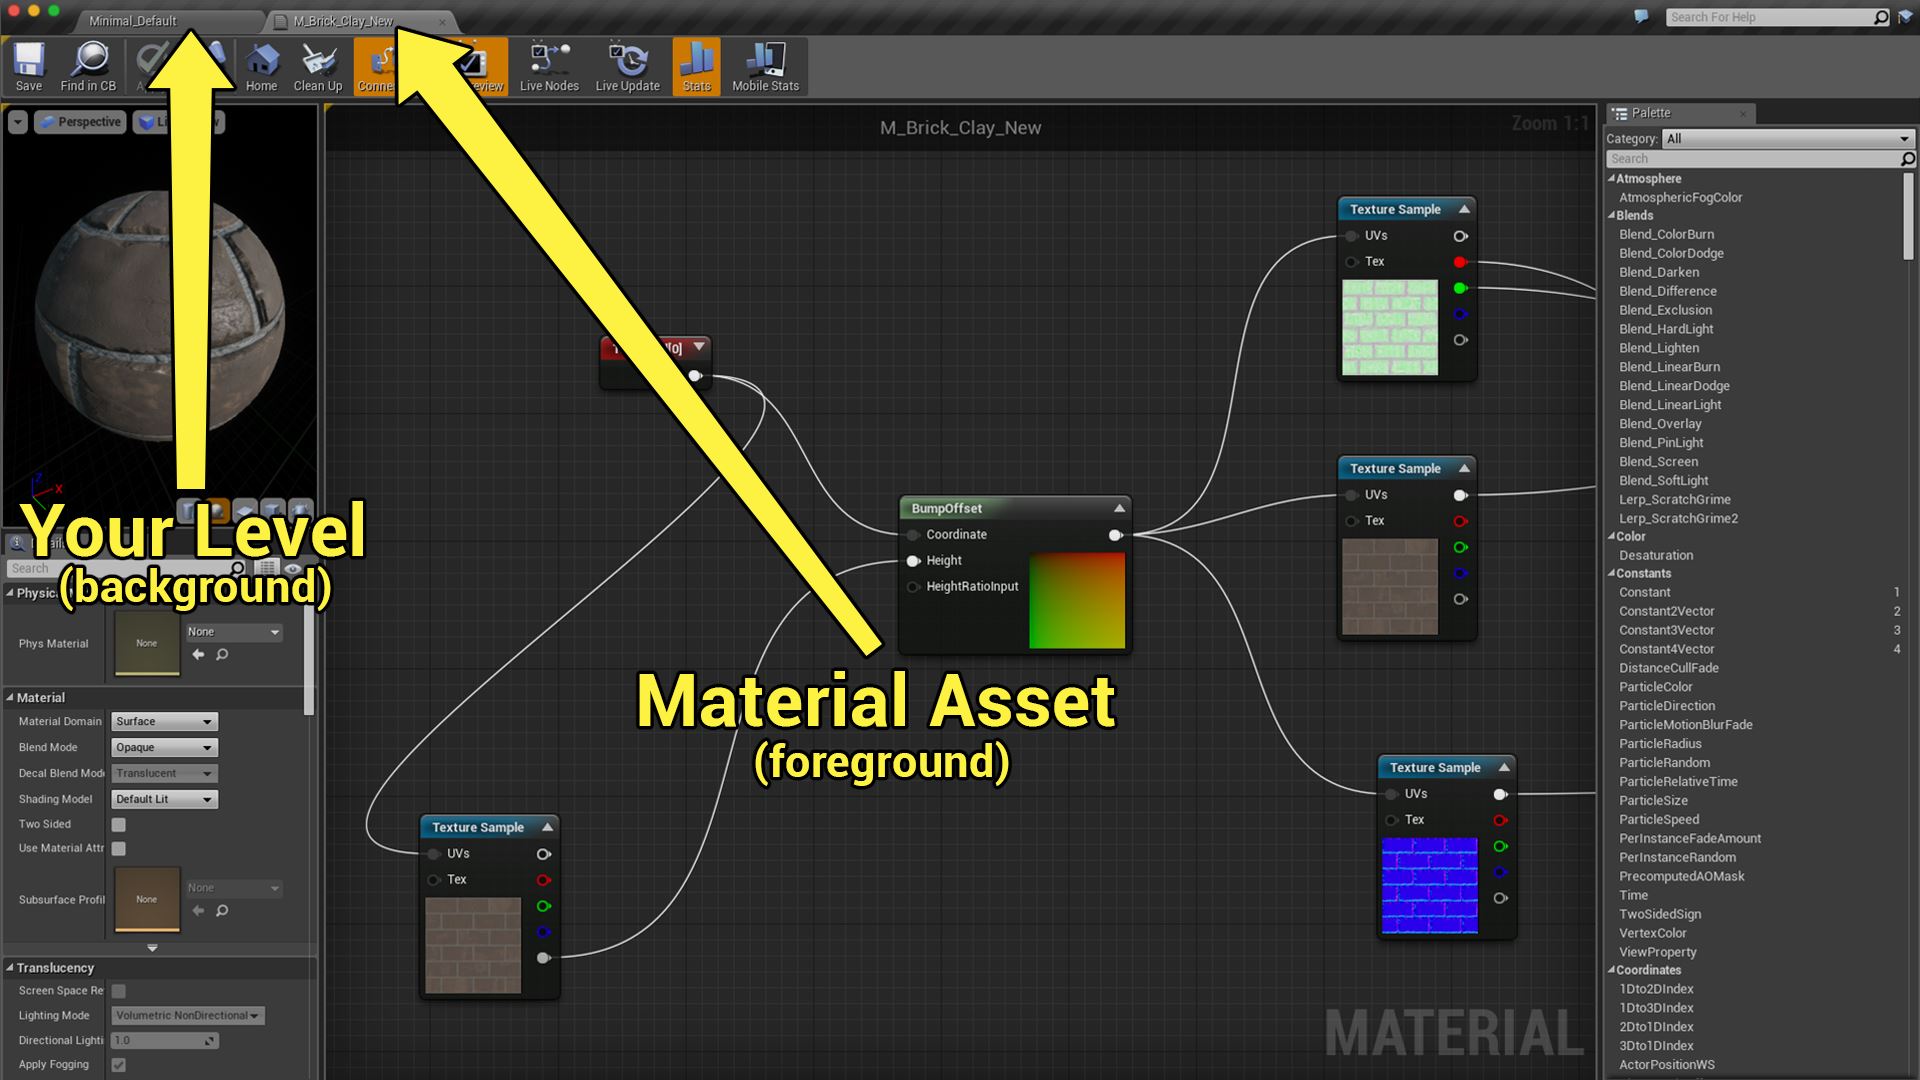 Minimal_Default
M_Brick_Clay_New
Search For Help
Save
Find in CB
Home
Clean Up
Live Nodes
Live Update
Stats
Mobile Stats
Perspective
M_Brick_Clay_New
Zoom 1:1
Your Level
(background)
Search
Phys Material
None
None
Material
Material Domain
Surface
Blend Mode
Opaque
Decal Blend Mode
Translucent
Shading Model
Default Lit
Two Sided
Use Material Attr
Subsurface Profil
None
None
Translucency
Screen Space Re
Lighting Mode
Volumetric NonDirectional
Directional Lighti
1.0
Apply Fogging
BumpOffset
Coordinate
Height
HeightRatioInput
Material Asset
(foreground)
Texture Sample
UVs
Tex
Texture Sample
UVs
Tex
Texture Sample
UVs
Tex
Texture Sample
UVs
Tex
MATERIAL
Palette
Category:
All
Search
Atmosphere
AtmosphericFogColor
Blends
Blend_ColorBurn
Blend_ColorDodge
Blend_Darken
Blend_Difference
Blend_Exclusion
Blend_HardLight
Blend_Lighten
Blend_LinearBurn
Blend_LinearDodge
Blend_LinearLight
Blend_Overlay
Blend_PinLight
Blend_Screen
Blend_SoftLight
Lerp_ScratchGrime
Lerp_ScratchGrime2
Color
Desaturation
Constants
Constant 1
Constant2Vector 2
Constant3Vector 3
Constant4Vector 4
DistanceCullFade
ParticleColor
ParticleDirection
ParticleMotionBlurFade
ParticleRadius
ParticleRandom
ParticleRelativeTime
ParticleSize
ParticleSpeed
PerInstanceFadeAmount
PerInstanceRandom
PrecomputedAOMask
Time
TwoSidedSign
VertexColor
ViewProperty
Coordinates
1Dto2DIndex
1Dto3DIndex
2Dto1DIndex
3Dto1DIndex
ActorPositionWS